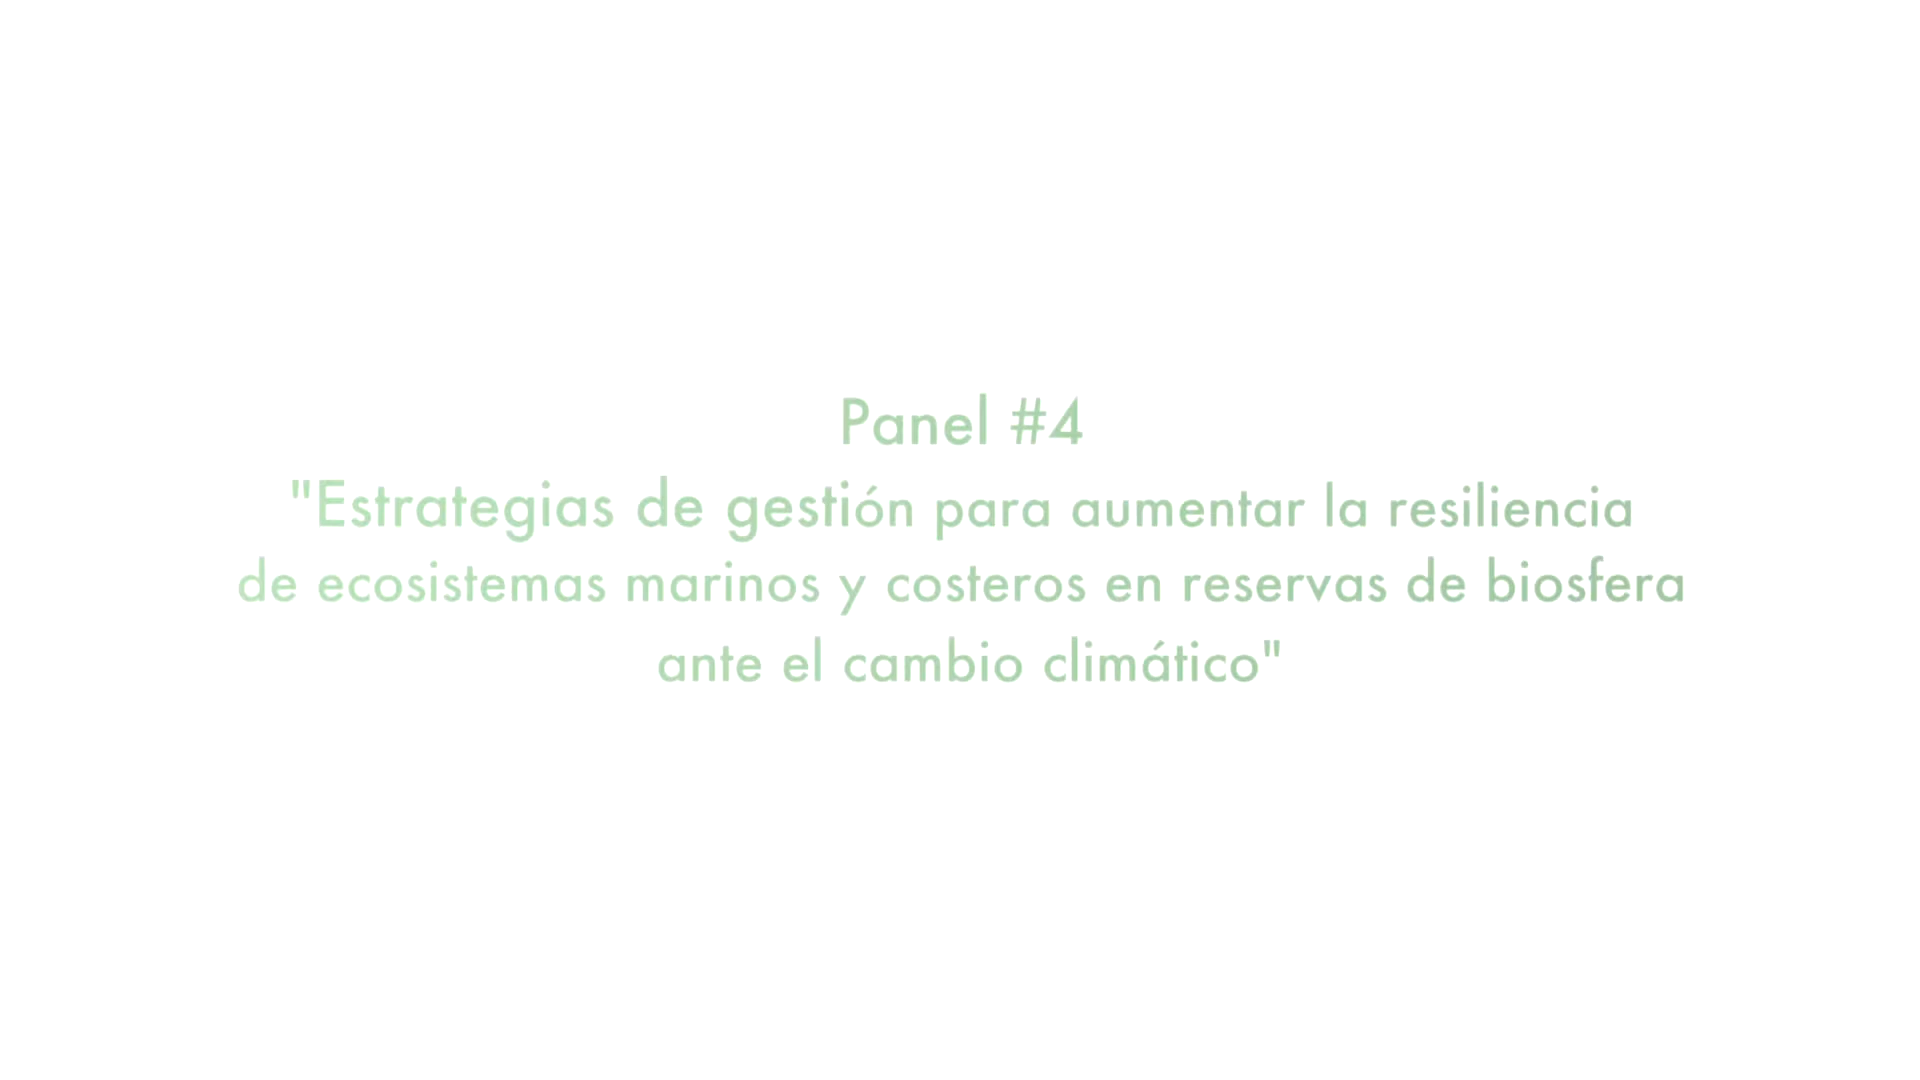 Panel #4
"Estrategias de gestión para aumentar la resiliencia
de ecosistemas marinos y costeros en reservas de biosfera
ante el cambio climático"